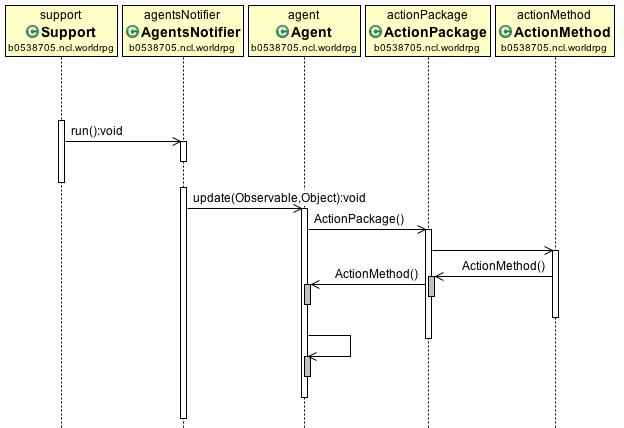 support
C Support
b0538705.ncl.worldrpg
agentsNotifier
C AgentsNotifier
b0538705.ncl.worldrpg
agent
C Agent
b0538705.ncl.worldrpg
actionPackage
C ActionPackage
b0538705.ncl.worldrpg
actionMethod
C ActionMethod
b0538705.ncl.worldrpg
run():void
update(Observable,Object):void
ActionPackage()
ActionMethod()
ActionMethod()